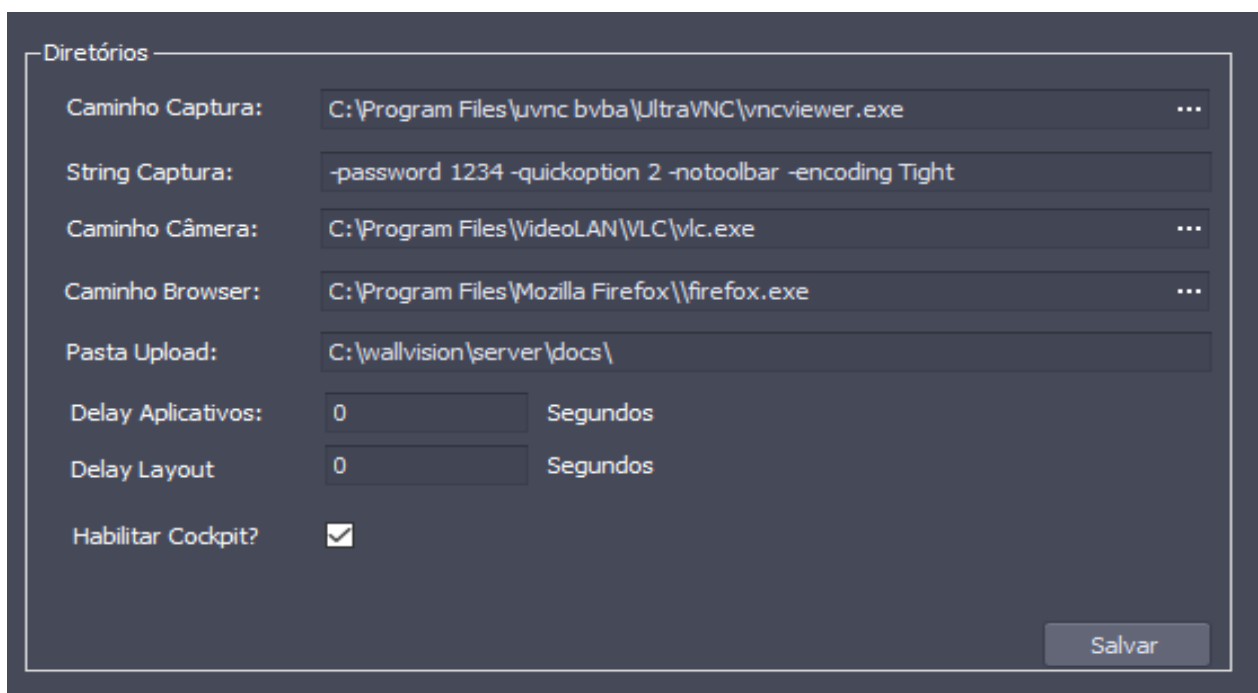 Diretórios
Caminho Captura: C:\Program Files\uvnc bvba\UltraVNC\vncviewer.exe ...
String Captura: -password 1234 -quickoption 2 -notoolbar -encoding Tight
Caminho Câmera: C:\Program Files\VideoLAN\VLC\vlc.exe ...
Caminho Browser: C:\Program Files\Mozilla Firefox\\firefox.exe ...
Pasta Upload: C:\wallvision\server\docs\
Delay Aplicativos: 0 Segundos
Delay Layout 0 Segundos
Habilitar Cockpit?
Salvar